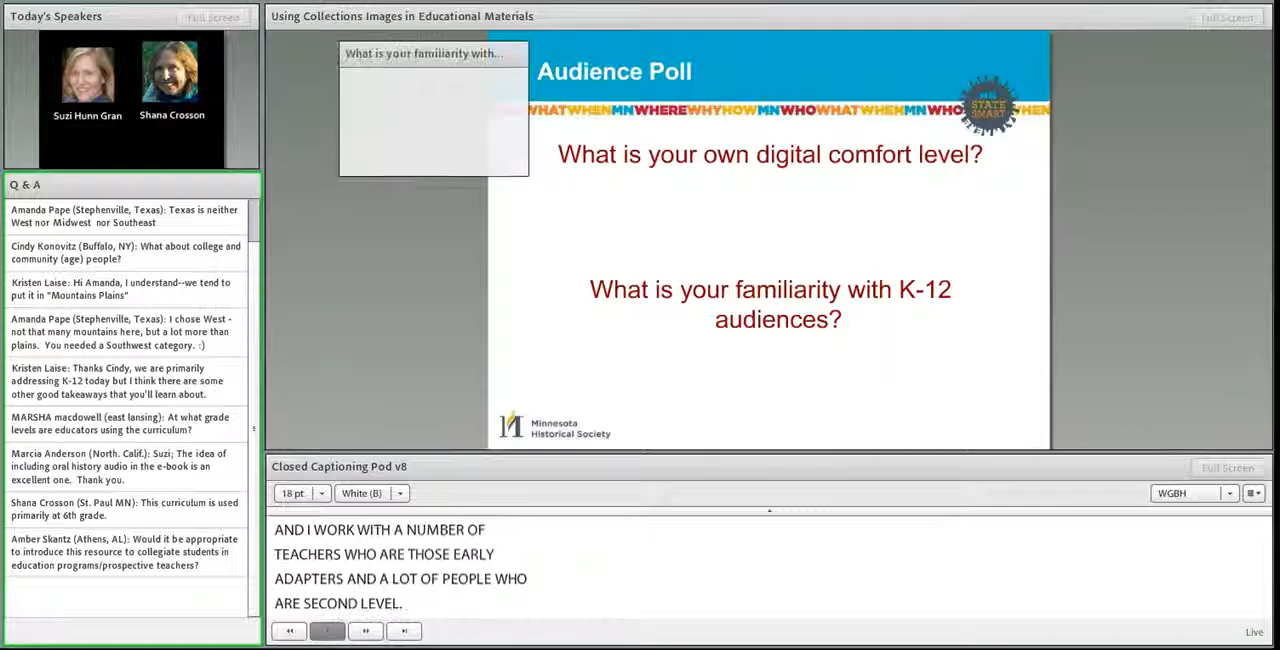 Today's Speakers
Full Screen
Suzi Hunn Gran
Shana Crosson
Q & A
Amanda Pape (Stephenville, Texas): Texas is neither
West nor Midwest nor Southeast
Cindy Konovitz (Buffalo, NY): What about college and
community (age) people?
Kristen Laise: Hi Amanda, I understand--we tend to
put it in "Mountains Plains"
Amanda Pape (Stephenville, Texas): I chose West -
not that many mountains here, but a lot more than
plains. You needed a Southwest category. :)
Kristen Laise: Thanks Cindy, we are primarily
addressing K-12 today but I think there are some
other good takeaways that you'll learn about.
MARSHA macdowell (east lansing): At what grade
levels are educators using the curriculum?
Marcia Anderson (North. Calif.): Suzi; The idea of
including oral history audio in the e-book is an
excellent one. Thank you.
Shana Crosson (St. Paul MN): This curriculum is used
primarily at 6th grade.
Amber Skantz (Athens, AL): Would it be appropriate
to introduce this resource to collegiate students in
education programs/prospective teachers?
Using Collections Images in Educational Materials
Full Screen
What is your familiarity with...
Audience Poll
WHATWHENMNWHEREWHYHOWMNWHOWHATWHENMNWHO
HEN
MN
STATE
SMART
What is your own digital comfort level?
What is your familiarity with K-12
audiences?
Minnesota
Historical Society
Closed Captioning Pod v8
Full Screen
18 pt
White (B)
WGBH
AND I WORK WITH A NUMBER OF
TEACHERS WHO ARE THOSE EARLY
ADAPTERS AND A LOT OF PEOPLE WHO
ARE SECOND LEVEL.
Live